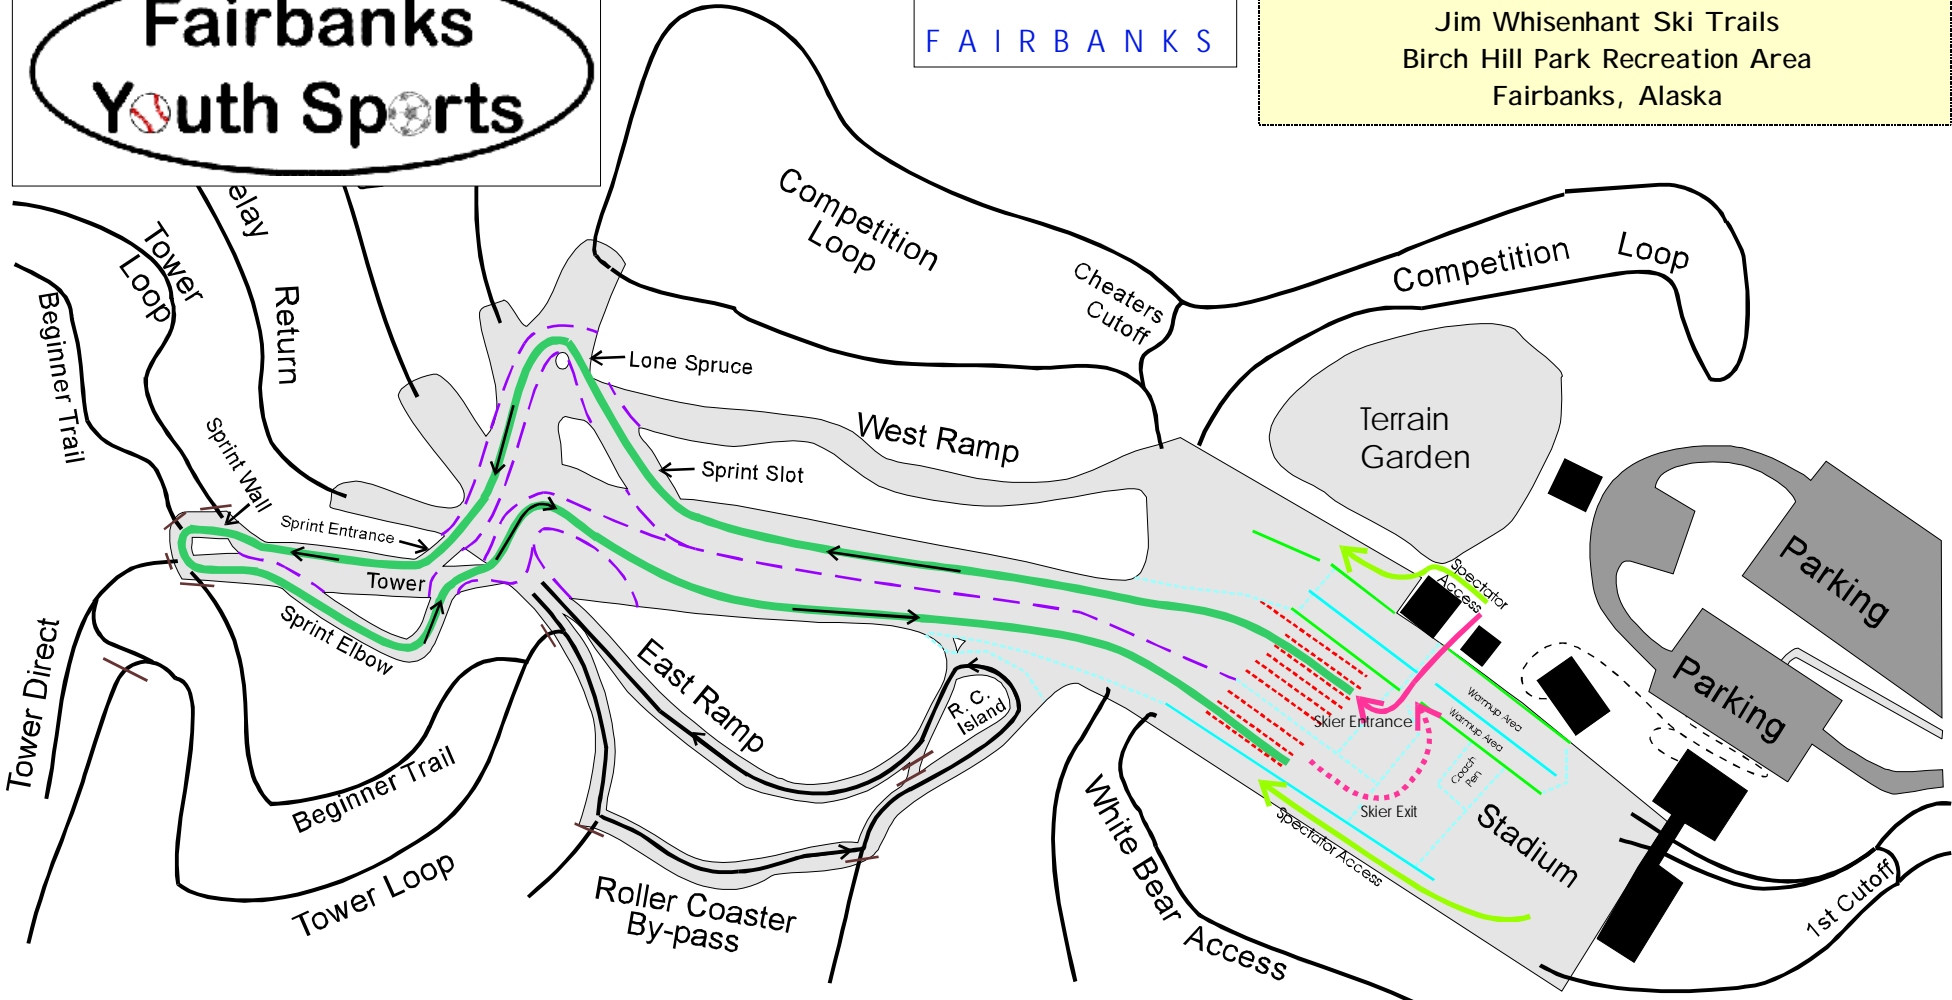 Fairbanks
Youth Sports
FAIRBANKS
Jim Whisenhant Ski Trails
Birch Hill Park Recreation Area
Fairbanks, Alaska
Competition
Loop
Cheaters
Cutoff
Competition Loop
elay
Return
Tower
Loop
Beginner Trail
Sprint Wall
Sprint Entrance
Lone Spruce
Sprint Slot
West Ramp
Terrain
Garden
Parking
Parking
Spectator
Access
Tower
Sprint Elbow
East Ramp
R. C.
Island
Skier Entrance
Warmup Area
Warmup Area
Coach
Pen
Skier Exit
Spectator Access
Stadium
Tower Direct
Beginner Trail
Tower Loop
Roller Coaster
By-pass
White Bear Access
1st Cutoff